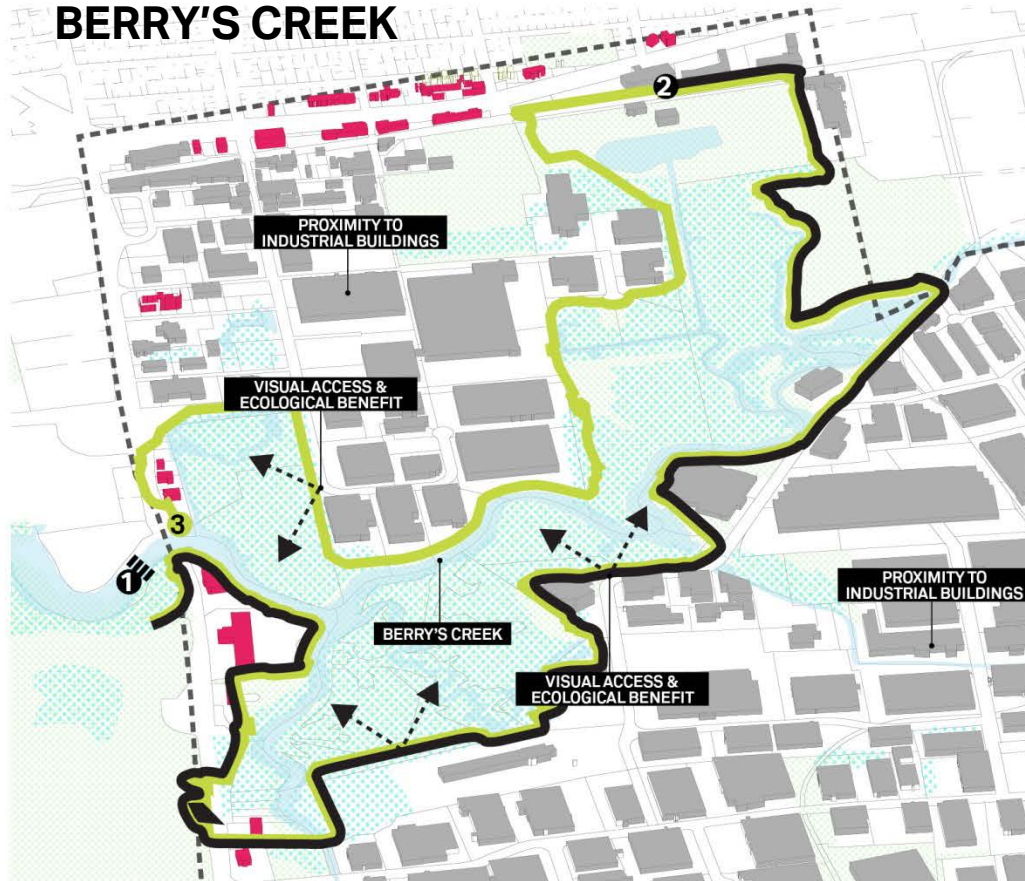 BERRY'S CREEK
2
PROXIMITY TO
INDUSTRIAL BUILDINGS
VISUAL ACCESS &
ECOLOGICAL BENEFIT
3
1
PROXIMITY TO
INDUSTRIAL BUILDINGS
BERRY'S CREEK
VISUAL ACCESS &
ECOLOGICAL BENEFIT